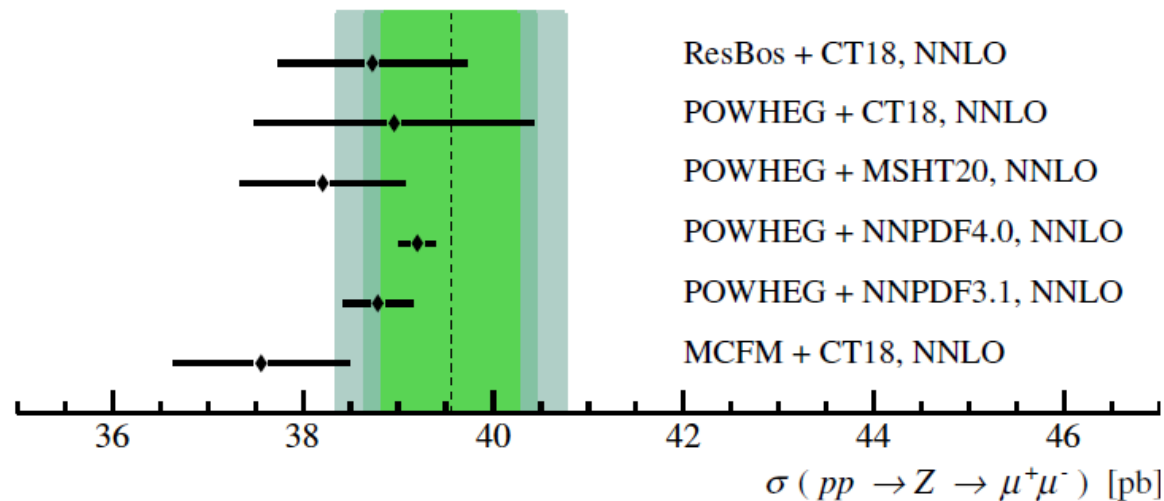 ResBos + CT18, NNLO
POWHEG + CT18, NNLO
POWHEG + MSHT20, NNLO
POWHEG + NNPDF4.0, NNLO
POWHEG + NNPDF3.1, NNLO
MCFM + CT18, NNLO
36 38 40 42 44 46
σ ( pp → Z → μ⁺μ⁻ ) [pb]